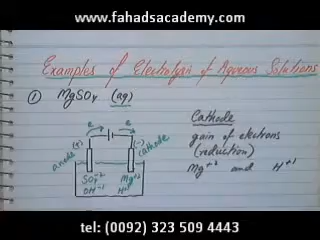 www.fahadsacademy.com
Examples of Electrolysis of Aqueous Solutions
① MgSO4 (aq)
Cathode
gain of electrons
(reduction)
Mg+2 and H+1
e e
(+) (-)
anode cathode
SO4-2 Mg+2
OH-1 H+1
tel: (0092) 323 509 4443